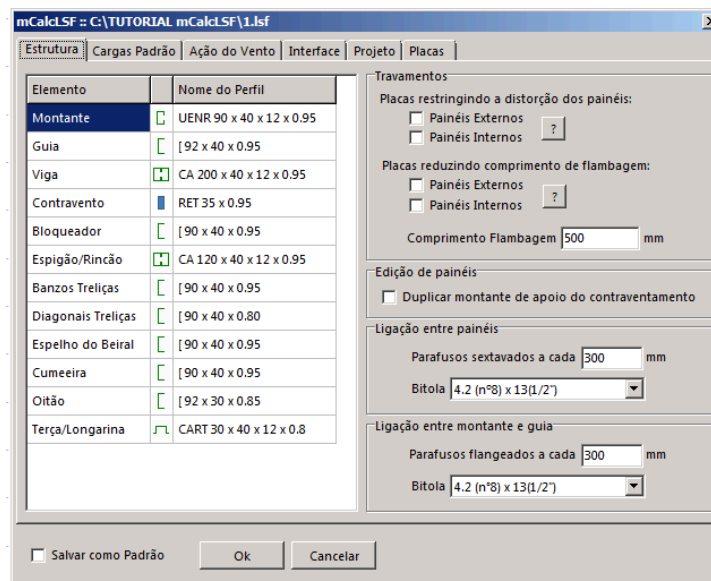 mCalcLSF :: C:\TUTORIAL mCalcLSF\1.lsf
Estrutura Cargas Padrão Ação do Vento Interface Projeto Placas
Elemento Nome do Perfil
Montante UENR 90 x 40 x 12 x 0.95
Guia [ 92 x 40 x 0.95
Viga CA 200 x 40 x 12 x 0.95
Contravento RET 35 x 0.95
Bloqueador [ 90 x 40 x 0.95
Espigão/Rincão CA 120 x 40 x 12 x 0.95
Banzos Treliças [ 90 x 40 x 0.95
Diagonais Treliças [ 90 x 40 x 0.80
Espelho do Beiral [ 90 x 40 x 0.95
Cumeeira [ 90 x 40 x 0.95
Oitão [ 92 x 30 x 0.85
Terça/Longarina CART 30 x 40 x 12 x 0.8
Travamentos
Placas restringindo a distorção dos painéis:
Painéis Externos
Painéis Internos
?
Placas reduzindo comprimento de flambagem:
Painéis Externos
Painéis Internos
?
Comprimento Flambagem 500 mm
Edição de painéis
Duplicar montante de apoio do contraventamento
Ligação entre painéis
Parafusos sextavados a cada 300 mm
Bitola 4.2 (nº8) x 13(1/2")
Ligação entre montante e guia
Parafusos flangeados a cada 300 mm
Bitola 4.2 (nº8) x 13(1/2")
Salvar como Padrão Ok Cancelar